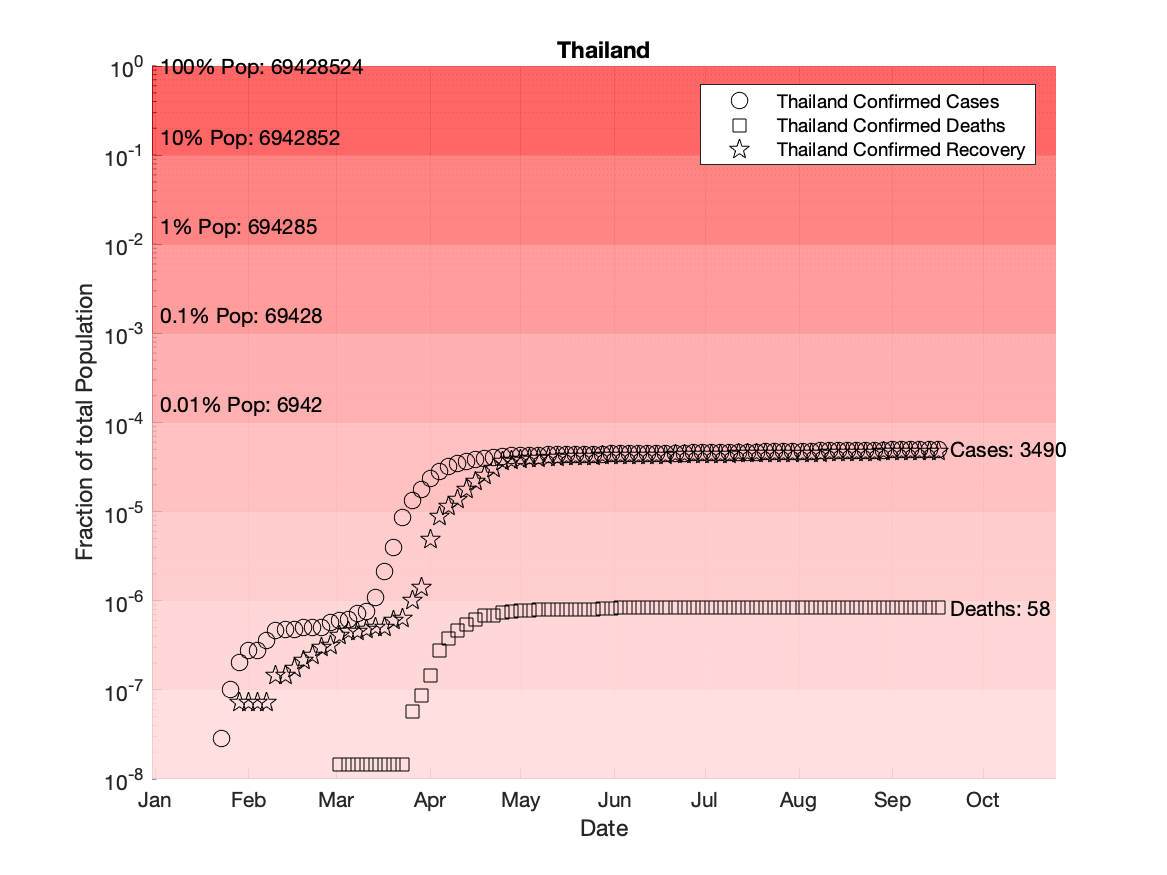 Thailand
10^0
100% Pop: 69428524
Thailand Confirmed Cases
Thailand Confirmed Deaths
Thailand Confirmed Recovery
10% Pop: 6942852
10^-1
1% Pop: 694285
10^-2
0.1% Pop: 69428
10^-3
0.01% Pop: 6942
10^-4
Cases: 3490
10^-5
10^-6
Deaths: 58
10^-7
10^-8
Fraction of total Population
Jan Feb Mar Apr May Jun Jul Aug Sep Oct
Date